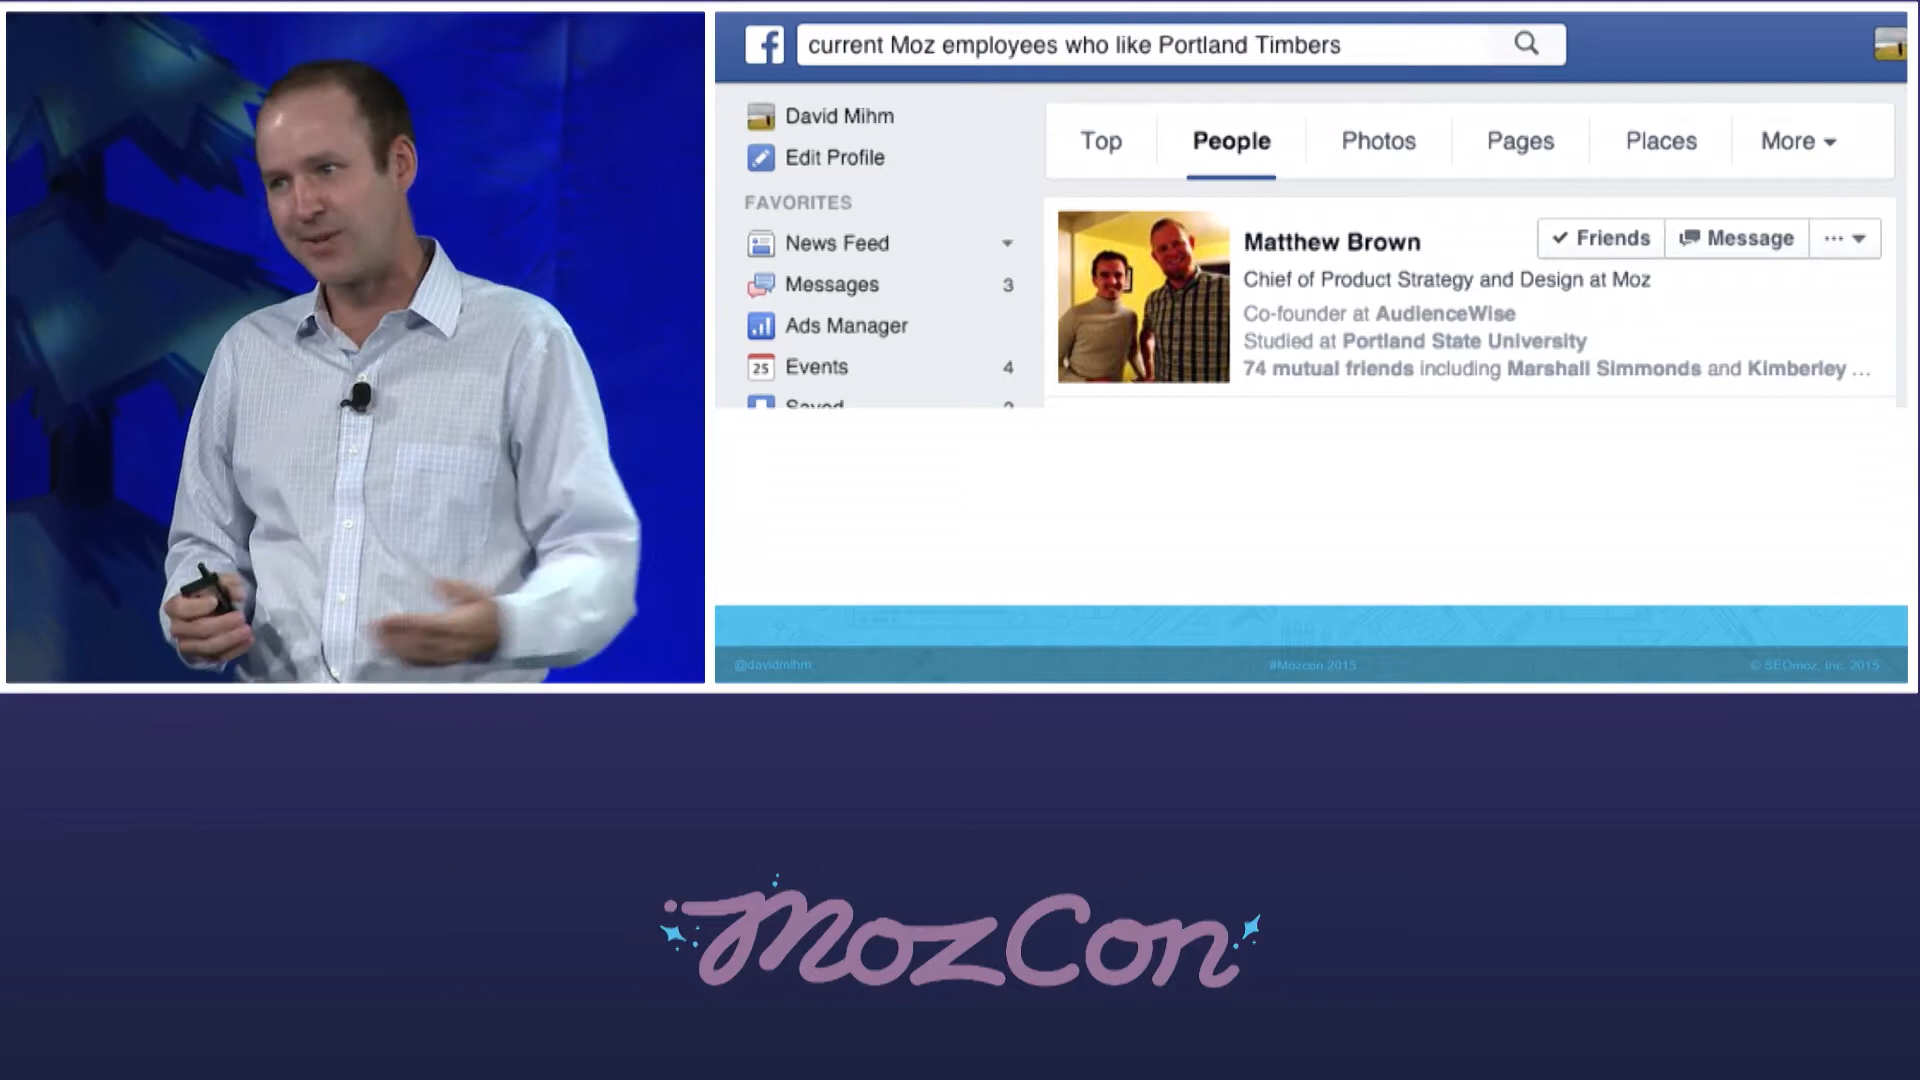 current Moz employees who like Portland Timbers
David Mihm
Edit Profile
FAVORITES
News Feed
Messages 3
Ads Manager
25 Events 4
Saved
Top People Photos Pages Places More
Matthew Brown
Friends Message ...
Chief of Product Strategy and Design at Moz
Co-founder at AudienceWise
Studied at Portland State University
74 mutual friends including Marshall Simmonds and Kimberley ...
@davidmihm #Mozcon 2015 © SEOmoz, Inc. 2015
MozCon